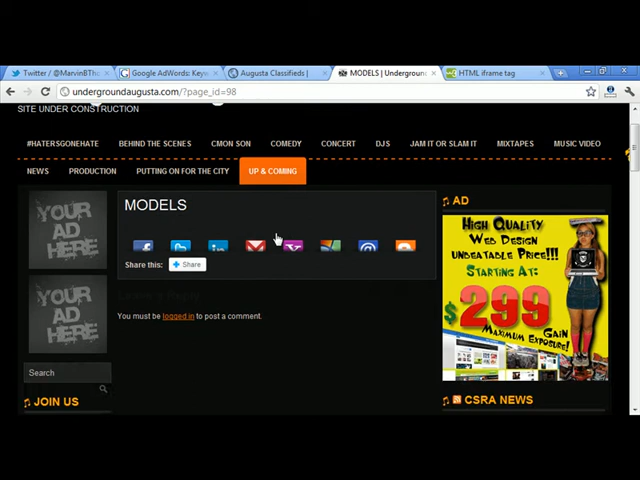 Twitter / @MarvinBTho
Google AdWords: Keyw
Augusta Classifieds |
MODELS | Undergroun
HTML iframe tag
undergroundaugusta.com/?page_id=98
SITE UNDER CONSTRUCTION
#HATERSGONEHATE BEHIND THE SCENES CMON SON COMEDY CONCERT DJS JAM IT OR SLAM IT MIXTAPES MUSIC VIDEO
NEWS PRODUCTION PUTTING ON FOR THE CITY UP & COMING
YOUR
AD
HERE
MODELS
Share this: Share
YOUR
AD
HERE
Leave a Reply
You must be logged in to post a comment.
Search
JOIN US
AD
HIGH QUALITY
WEB DESIGN
UNBEATABLE PRICE!!!
STARTING AT:
$299
MAXIMUM GAIN
EXPOSURE!
CSRA NEWS